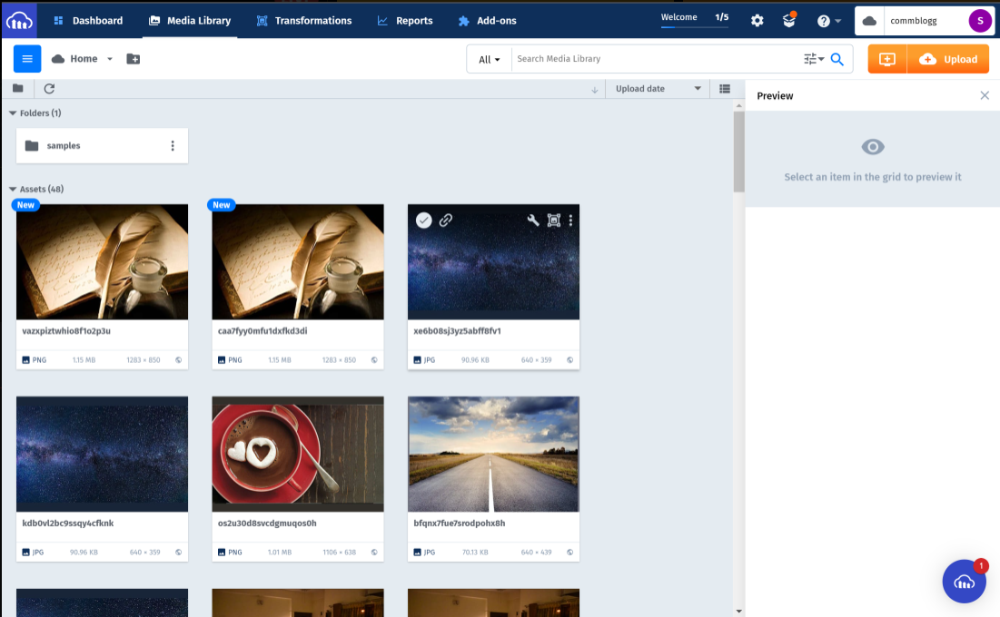 Dashboard Media Library Transformations Reports Add-ons Welcome 1/5 ? commblogg S
Home All Search Media Library Upload
Upload date Preview
Folders (1)
samples
Select an item in the grid to preview it
Assets (48)
New New
vazxpiztwhio8f1o2p3u caa7fyy0mfu1dxfkd3di xe6b08sj3yz5abff8fv1
PNG 1.15 MB 1283 × 850 PNG 1.15 MB 1283 × 850 JPG 90.96 KB 640 × 359
kdb0vl2bc9ssqy4cfknk os2u30d8svcdgmuqos0h bfqnx7fue7srodpohx8h
JPG 90.96 KB 640 × 359 PNG 1.01 MB 1106 × 638 JPG 70.13 KB 640 × 439
1